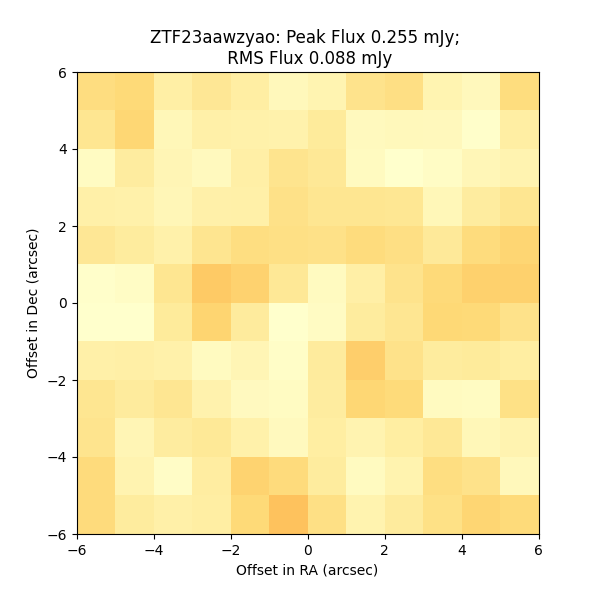 ZTF23aawzyao: Peak Flux 0.255 mJy;
RMS Flux 0.088 mJy
6
4
2
0
−2
−4
−6
Offset in Dec (arcsec)
−6 −4 −2 0 2 4 6
Offset in RA (arcsec)